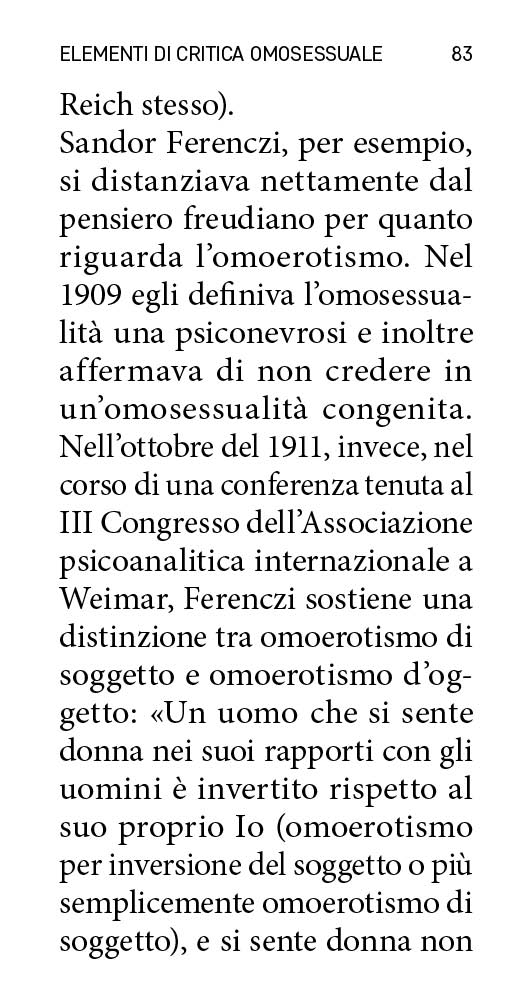 ELEMENTI DI CRITICA OMOSESSUALE 83
Reich stesso).
Sandor Ferenczi, per esempio,
si distanziava nettamente dal
pensiero freudiano per quanto
riguarda l’omoerotismo. Nel
1909 egli definiva l’omosessua-
lità una psiconevrosi e inoltre
affermava di non credere in
un’omosessualità congenita.
Nell’ottobre del 1911, invece, nel
corso di una conferenza tenuta al
III Congresso dell’Associazione
psicoanalitica internazionale a
Weimar, Ferenczi sostiene una
distinzione tra omoerotismo di
soggetto e omoerotismo d’og-
getto: «Un uomo che si sente
donna nei suoi rapporti con gli
uomini è invertito rispetto al
suo proprio Io (omoerotismo
per inversione del soggetto o più
semplicemente omoerotismo di
soggetto), e si sente donna non